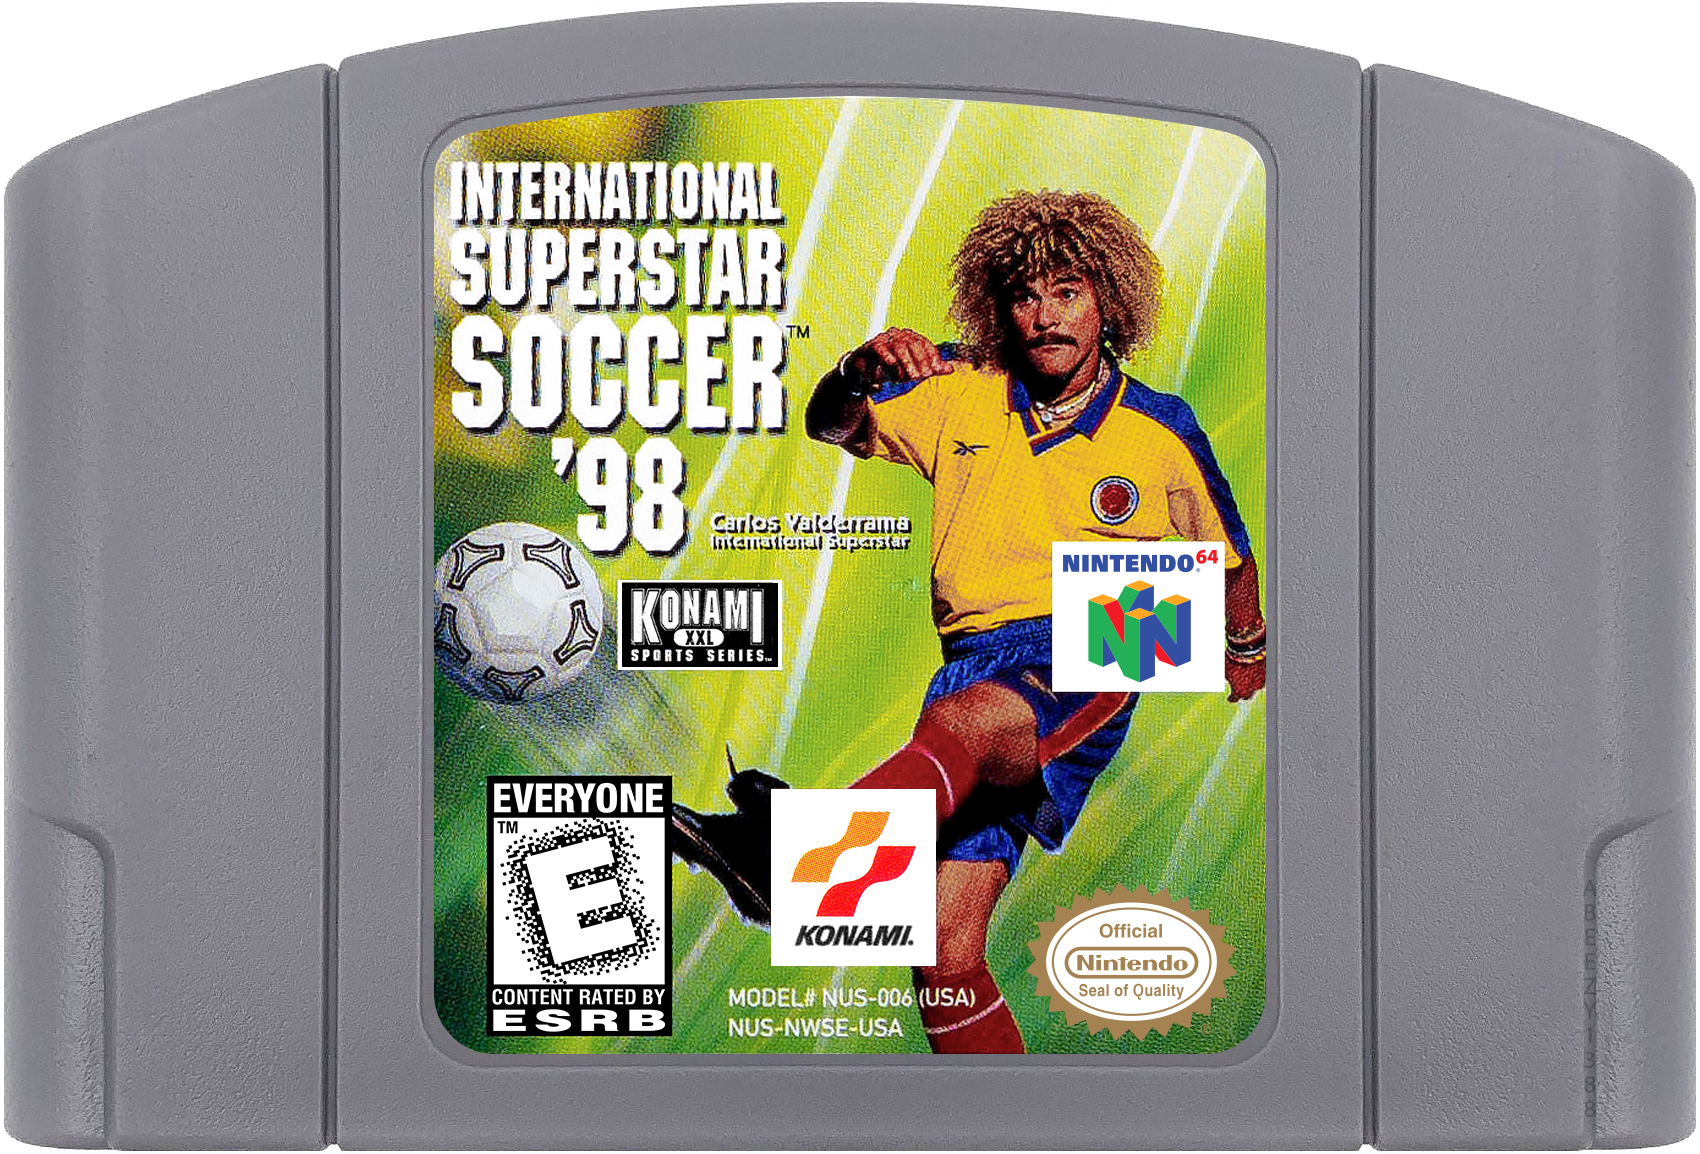 INTERNATIONAL
SUPERSTAR
SOCCER™
'98
Carlos Valderrama
International Superstar
NINTENDO64
KONAMI
XXL
SPORTS SERIES™
EVERYONE
TM
E
CONTENT RATED BY
ESRB
KONAMI.
MODEL# NUS-006 (USA)
NUS-NWSE-USA
Official
Nintendo
Seal of Quality